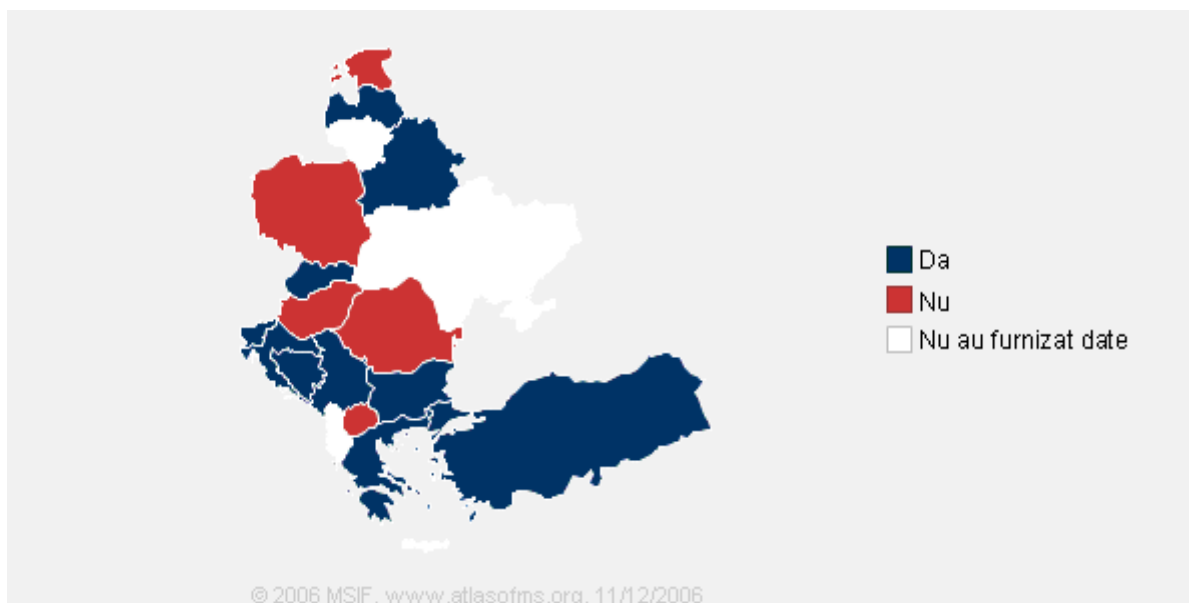 Da
Nu
Nu au furnizat date
© 2006 MSIF, www.atlasofms.org, 11/12/2006